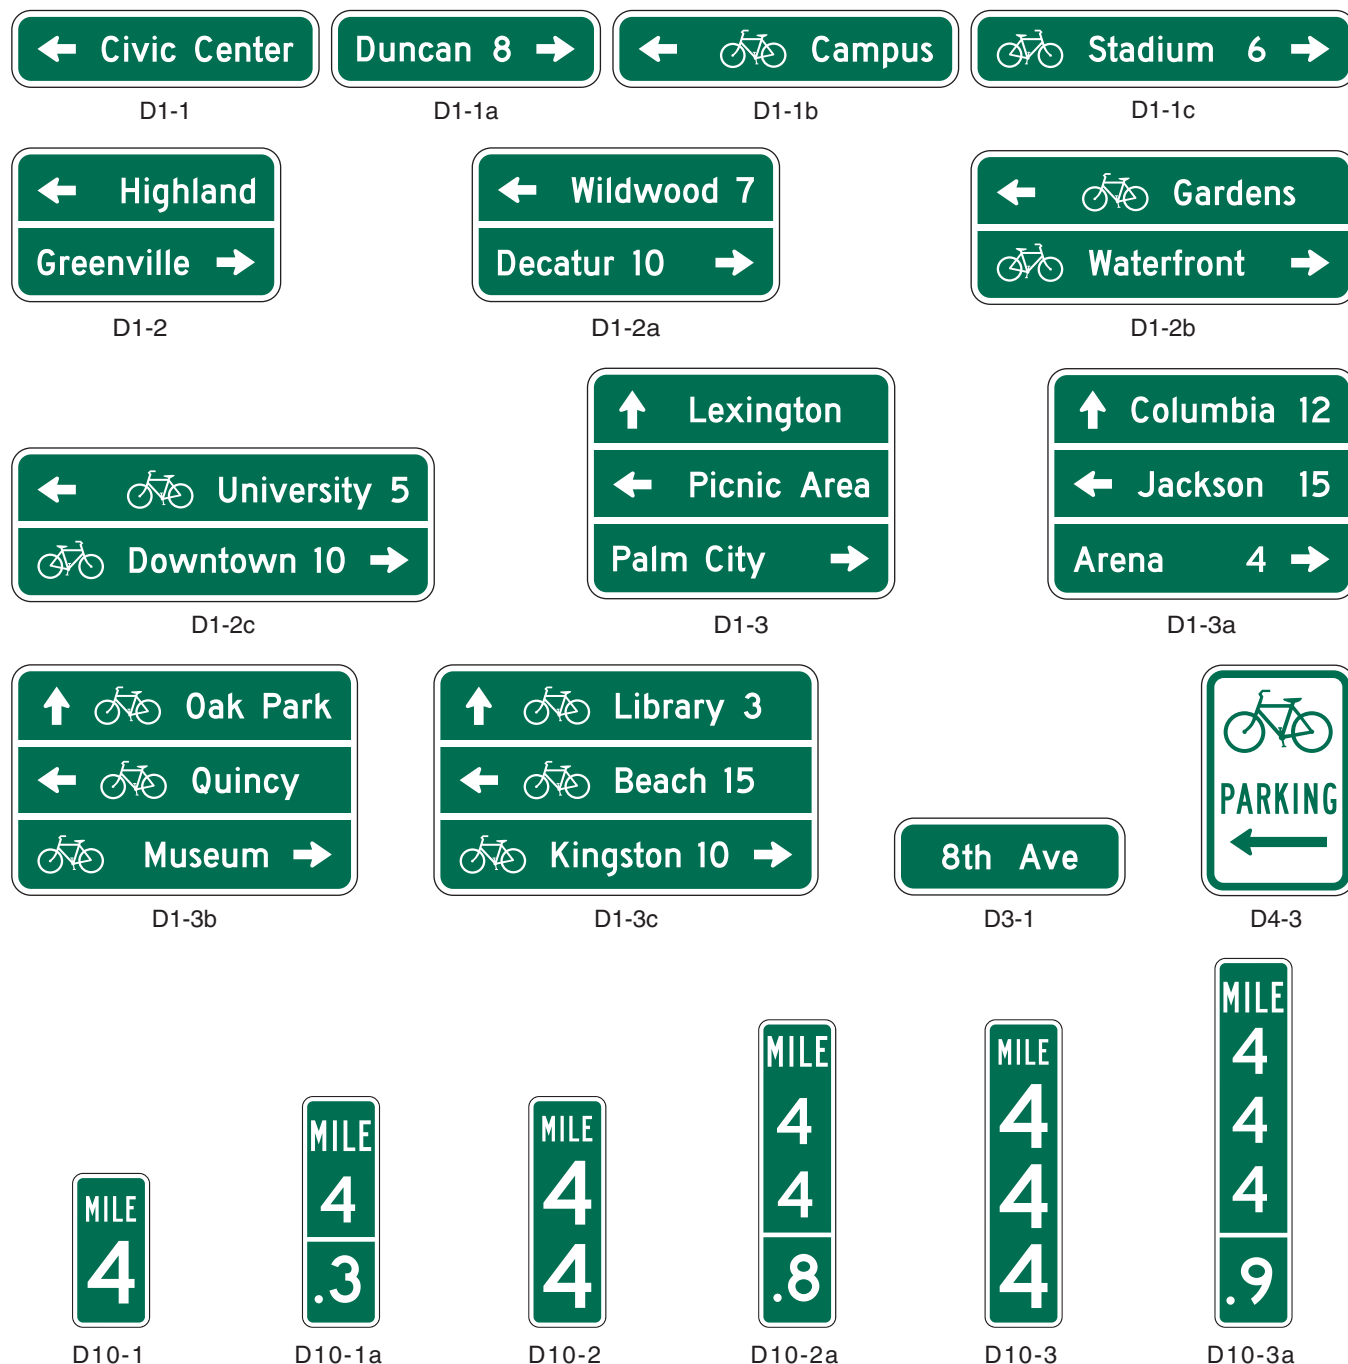 Civic Center
Duncan 8
Campus
Stadium 6
D1-1
D1-1a
D1-1b
D1-1c
Highland
Greenville
Wildwood 7
Decatur 10
Gardens
Waterfront
D1-2
D1-2a
D1-2b
University 5
Downtown 10
Lexington
Picnic Area
Palm City
Columbia 12
Jackson 15
Arena 4
D1-2c
D1-3
D1-3a
Oak Park
Quincy
Museum
Library 3
Beach 15
Kingston 10
8th Ave
PARKING
D1-3b
D1-3c
D3-1
D4-3
MILE
4
MILE
4
.3
MILE
4
4
MILE
4
4
.8
MILE
4
4
4
MILE
4
4
4
.9
D10-1
D10-1a
D10-2
D10-2a
D10-3
D10-3a